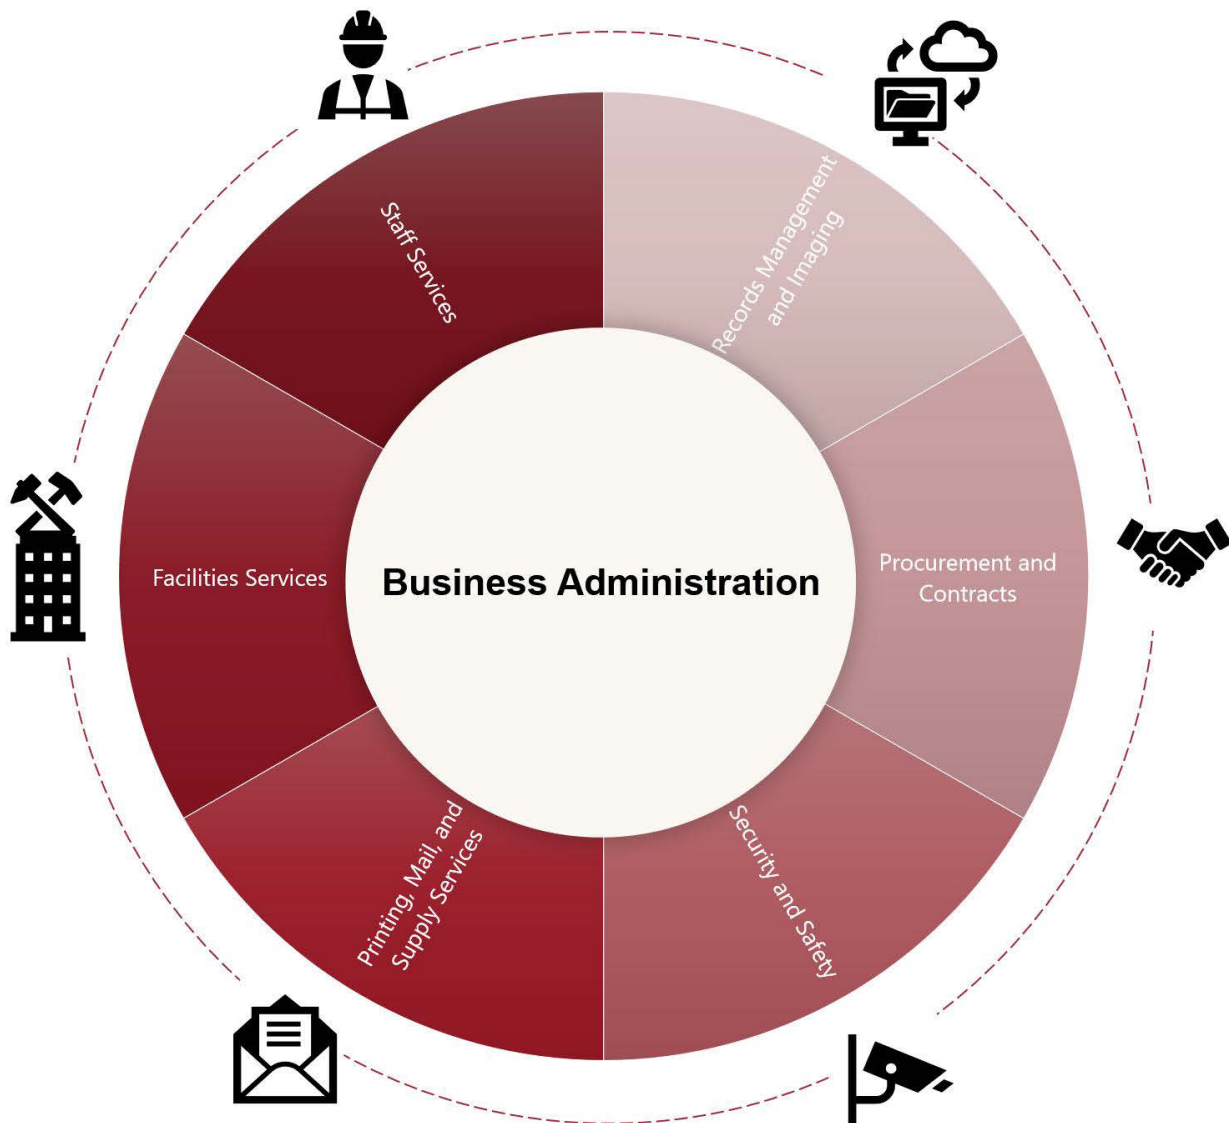 Staff Services
Records Management
and Imaging
Facilities Services
Business Administration
Procurement and
Contracts
Printing, Mail, and
Supply Services
Security and Safety